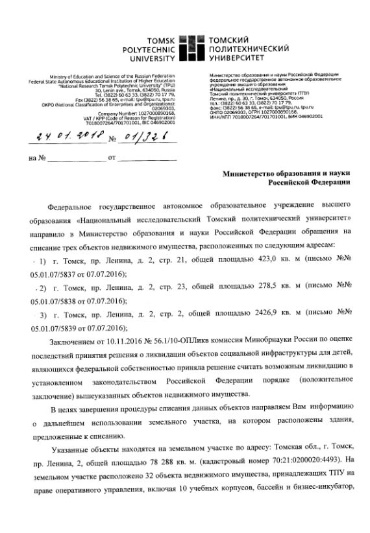 TOMSK
POLYTECHNIC
UNIVERSITY
ТОМСКИЙ
ПОЛИТЕХНИЧЕСКИЙ
УНИВЕРСИТЕТ
Ministry of Education and Science of the Russian Federation
Federal State Autonomous Educational Institution of Higher Education
"National Research Tomsk Polytechnic University" (TPU)
30, Lenin ave., Tomsk, 634050, Russia
Tel. (3822) 60 63 33, (3822) 70 17 79,
Fax (3822) 56 38 65, e-mail: tpu@tpu.ru, tpu.ru
OKPO (National Classification of Enterprises and Organizations):
02069303,
Company Number: 1027000890168,
VAT / KPP (Code of Reason for Registration)
7018007264/701701001, BIC 046902001
Министерство образования и науки Российской Федерации
федеральное государственное автономное образовательное
учреждение высшего образования
«Национальный исследовательский
Томский политехнический университет» (ТПУ)
Ленина, пр., д. 30, г. Томск, 634050, Россия
тел. (3822) 60 63 33, (3822) 70 17 79,
факс (3822) 56 38 65, e-mail: tpu@tpu.ru, tpu.ru
ОКПО 02069303, ОГРН 1027000890168,
ИНН/КПП 7018007264/701701001, БИК 046902001
24.01.2018 № 01/326
на № от
Министерство образования и науки
Российской Федерации
Федеральное государственное автономное образовательное учреждение высшего
образования «Национальный исследовательский Томский политехнический университет»
направило в Министерство образования и науки Российской Федерации обращения на
списание трех объектов недвижимого имущества, расположенных по следующим адресам:
- 1) г. Томск, пр. Ленина, д. 2, стр. 21, общей площадью 423,0 кв. м (письмо №№
05.01.07/5837 от 07.07.2016);
- 2) г. Томск, пр. Ленина, д. 2, стр. 23, общей площадью 278,5 кв. м (письмо №№
05.01.07/5838 от 07.07.2016);
- 3) г. Томск, пр. Ленина, д. 2, стр. 2, общей площадью 2426,9 кв. м (письмо №№
05.01.07/5839 от 07.07.2016);
Заключением от 10.11.2016 № 56.1/10-ОПЛикв комиссия Минобрнауки России по оценке
последствий принятия решения о ликвидации объектов социальной инфраструктуры для детей,
являющихся федеральной собственностью приняла решение считать возможным ликвидацию в
установленном законодательством Российской Федерации порядке (положительное
заключение) вышеуказанных объектов недвижимого имущества.
В целях завершения процедуры списания данных объектов направляем Вам информацию
о дальнейшем использовании земельного участка, на котором расположены здания,
предложенные к списанию.
Указанные объекты находятся на земельном участке по адресу: Томская обл., г. Томск,
пр. Ленина, 2, общей площадью 78 288 кв. м. (кадастровый номер 70:21:0200020:4493). На
земельном участке расположено 32 объекта недвижимого имущества, принадлежащих ТПУ на
праве оперативного управления, включая 10 учебных корпусов, бассейн и бизнес-инкубатор,